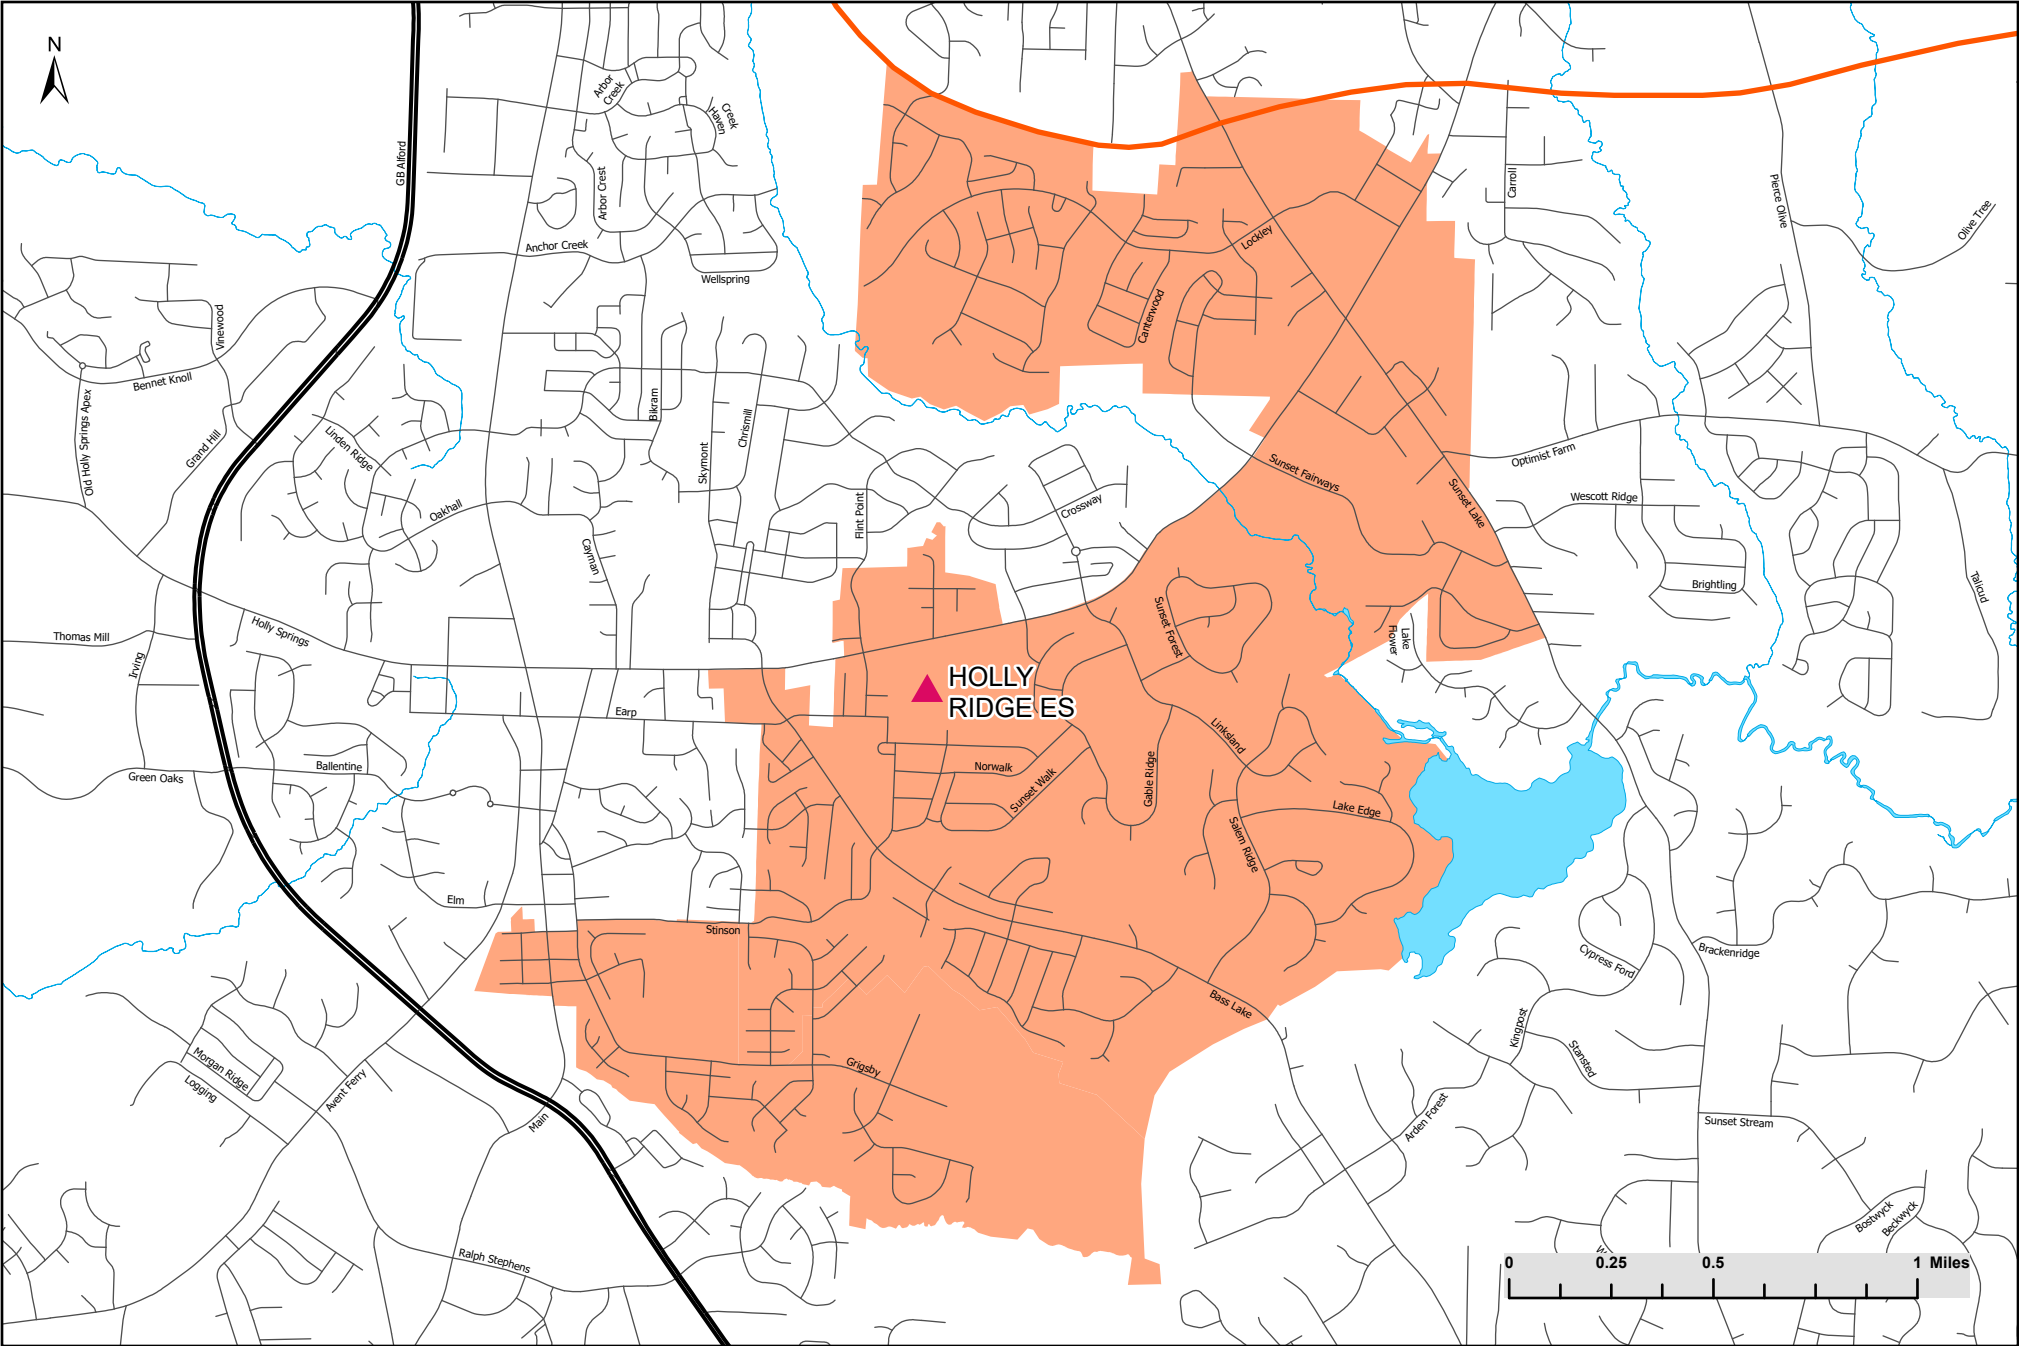 N
Arbor
Creek
Creek
Haven
GB Alford
Arbor Crest
Carroll
Pierce Olive
Olive Tree
Anchor Creek
Lockley
Wellspring
Vinewood
Canterwood
Bennet Knoll
Old Holly Springs Apex
Grand Hill
Linden Ridge
Bikram
Chrismill
Skymont
Sunset Fairways
Optimist Farm
Oakhall
Flint Point
Crossway
Sunset Lake
Wescott Ridge
Cayman
Brightling
Talicud
Thomas Mill
Holly Springs
Sunset Forest
Lake
Flower
Irving
HOLLY
RIDGE ES
Earp
Linksland
Green Oaks
Ballentine
Norwalk
Sunset Walk
Gable Ridge
Lake Edge
Salem Ridge
Elm
Stinson
Cypress Ford
Brackenridge
Bass Lake
Kingpost
Stansted
Morgan Ridge
Logging
Avent Ferry
Main
Grigsby
Arden Forest
Sunset Stream
Bostwyck
Beckwyck
Ralph Stephens
0 0.25 0.5 1 Miles